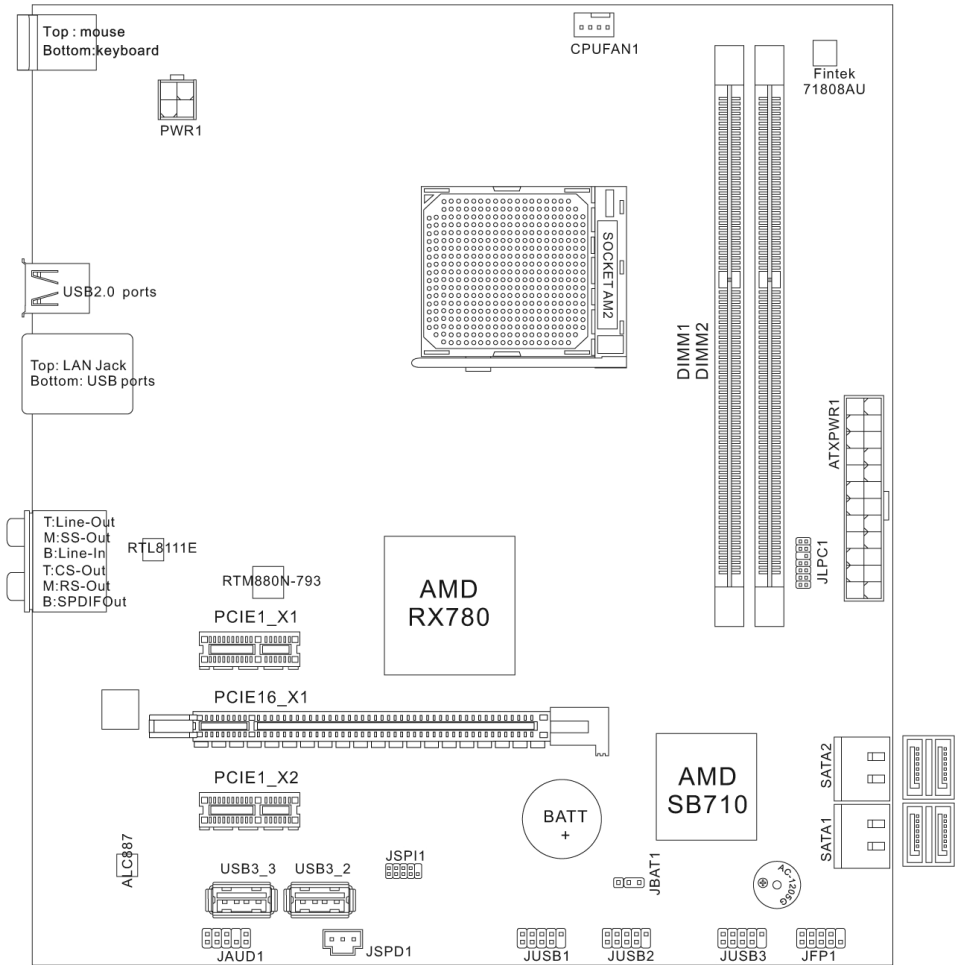 Top : mouse
Bottom:keyboard
CPUFAN1
Fintek
71808AU
PWR1
SOCKET AM2
USB2.0 ports
DIMM1
DIMM2
Top: LAN Jack
Bottom: USB ports
ATXPWR1
T:Line-Out
M:SS-Out
B:Line-In
T:CS-Out
M:RS-Out
B:SPDIFOut
RTL8111E
RTM880N-793
AMD
RX780
JLPC1
PCIE1_X1
PCIE16_X1
PCIE1_X2
AMD
SB710
SATA2
SATA1
BATT
+
ALC887
USB3_3
USB3_2
JSPI1
JBAT1
AC-1205G
JAUD1
JSPD1
JUSB1
JUSB2
JUSB3
JFP1